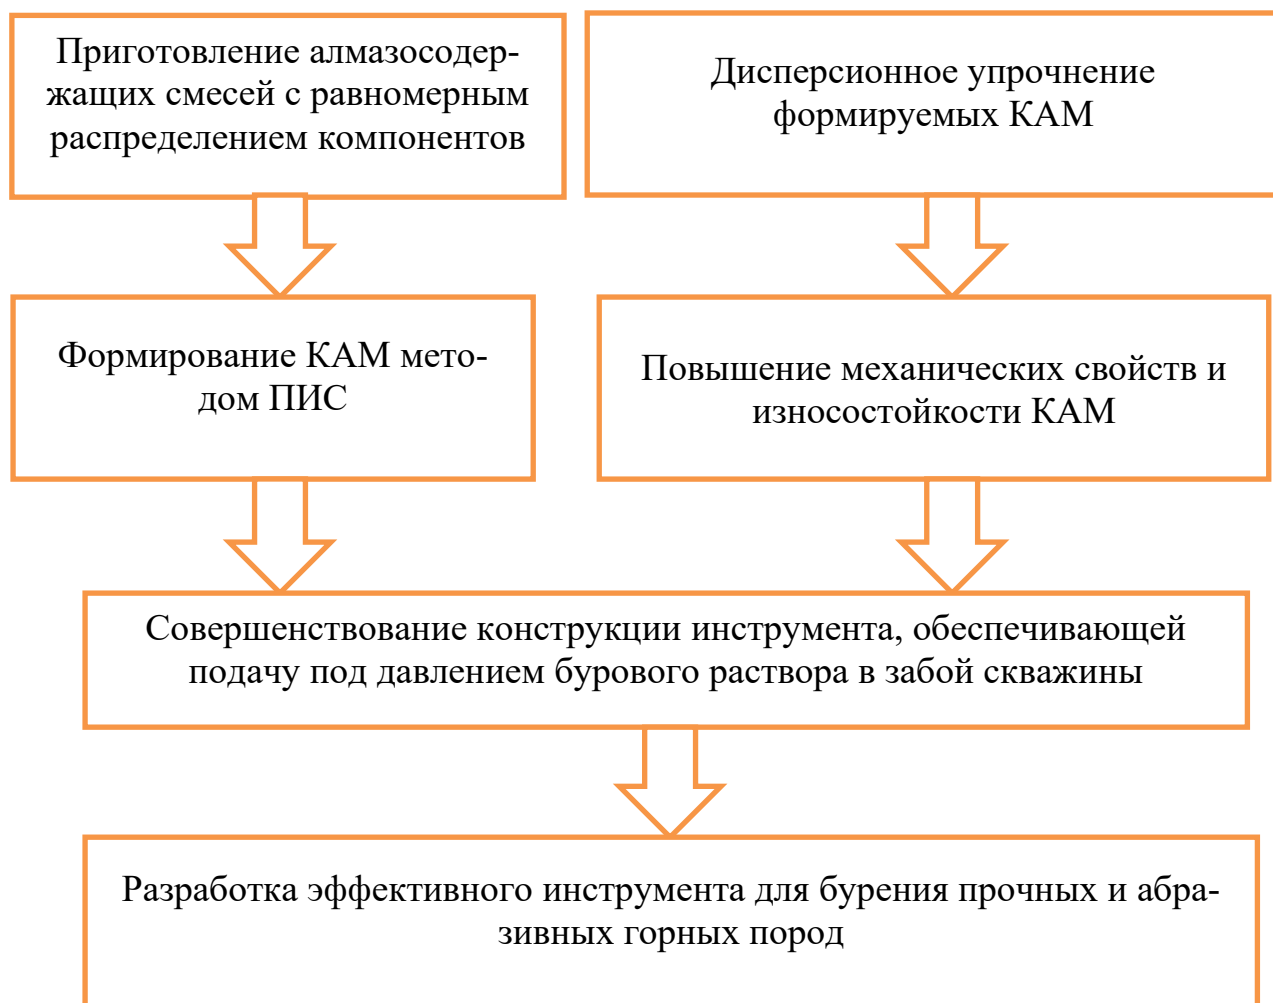 Приготовление алмазосодер-
жащих смесей с равномерным
распределением компонентов
Дисперсионное упрочнение
формируемых КАМ
Формирование КАМ мето-
дом ПИС
Повышение механических свойств и
износостойкости КАМ
Совершенствование конструкции инструмента, обеспечивающей
подачу под давлением бурового раствора в забой скважины
Разработка эффективного инструмента для бурения прочных и абра-
зивных горных пород